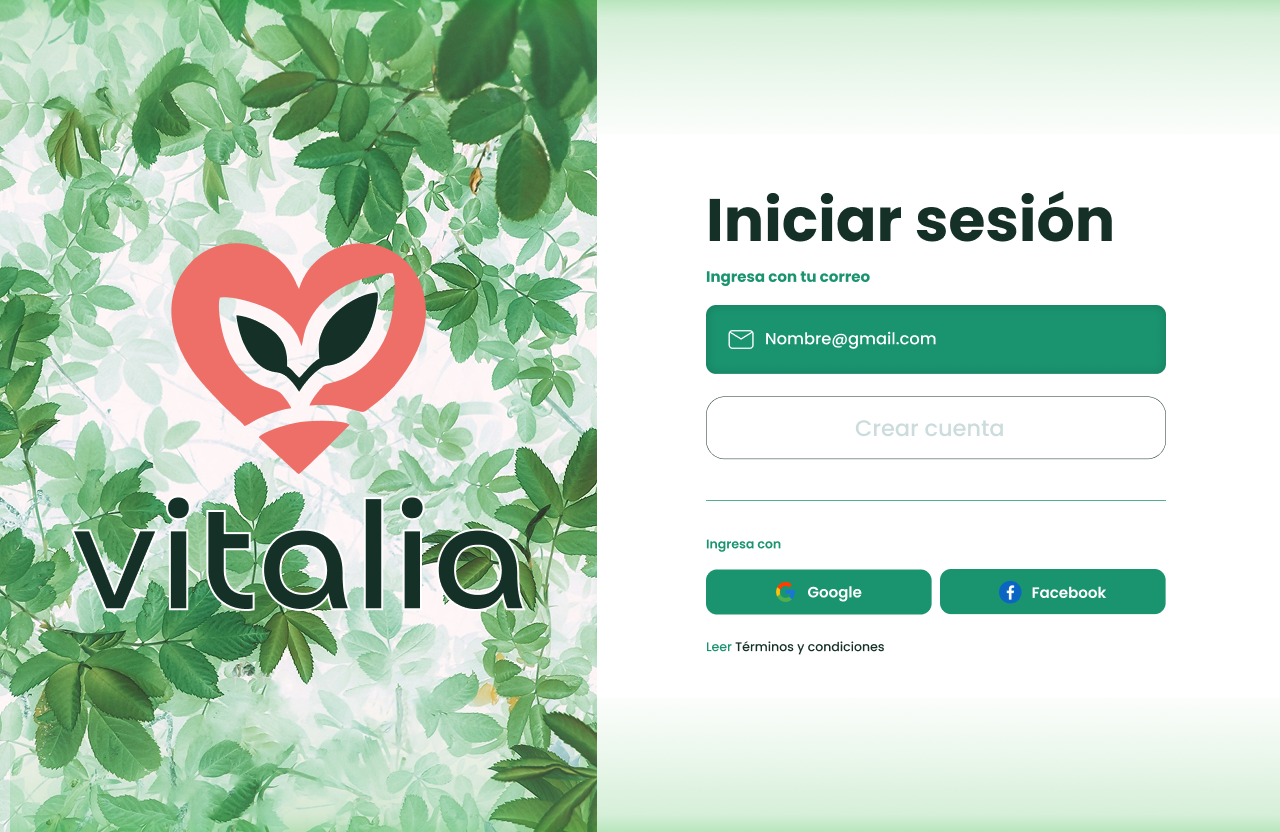 vitalia
Iniciar sesión
Ingresa con tu correo
Nombre@gmail.com
Crear cuenta
Ingresa con
Google
Facebook
Leer Términos y condiciones